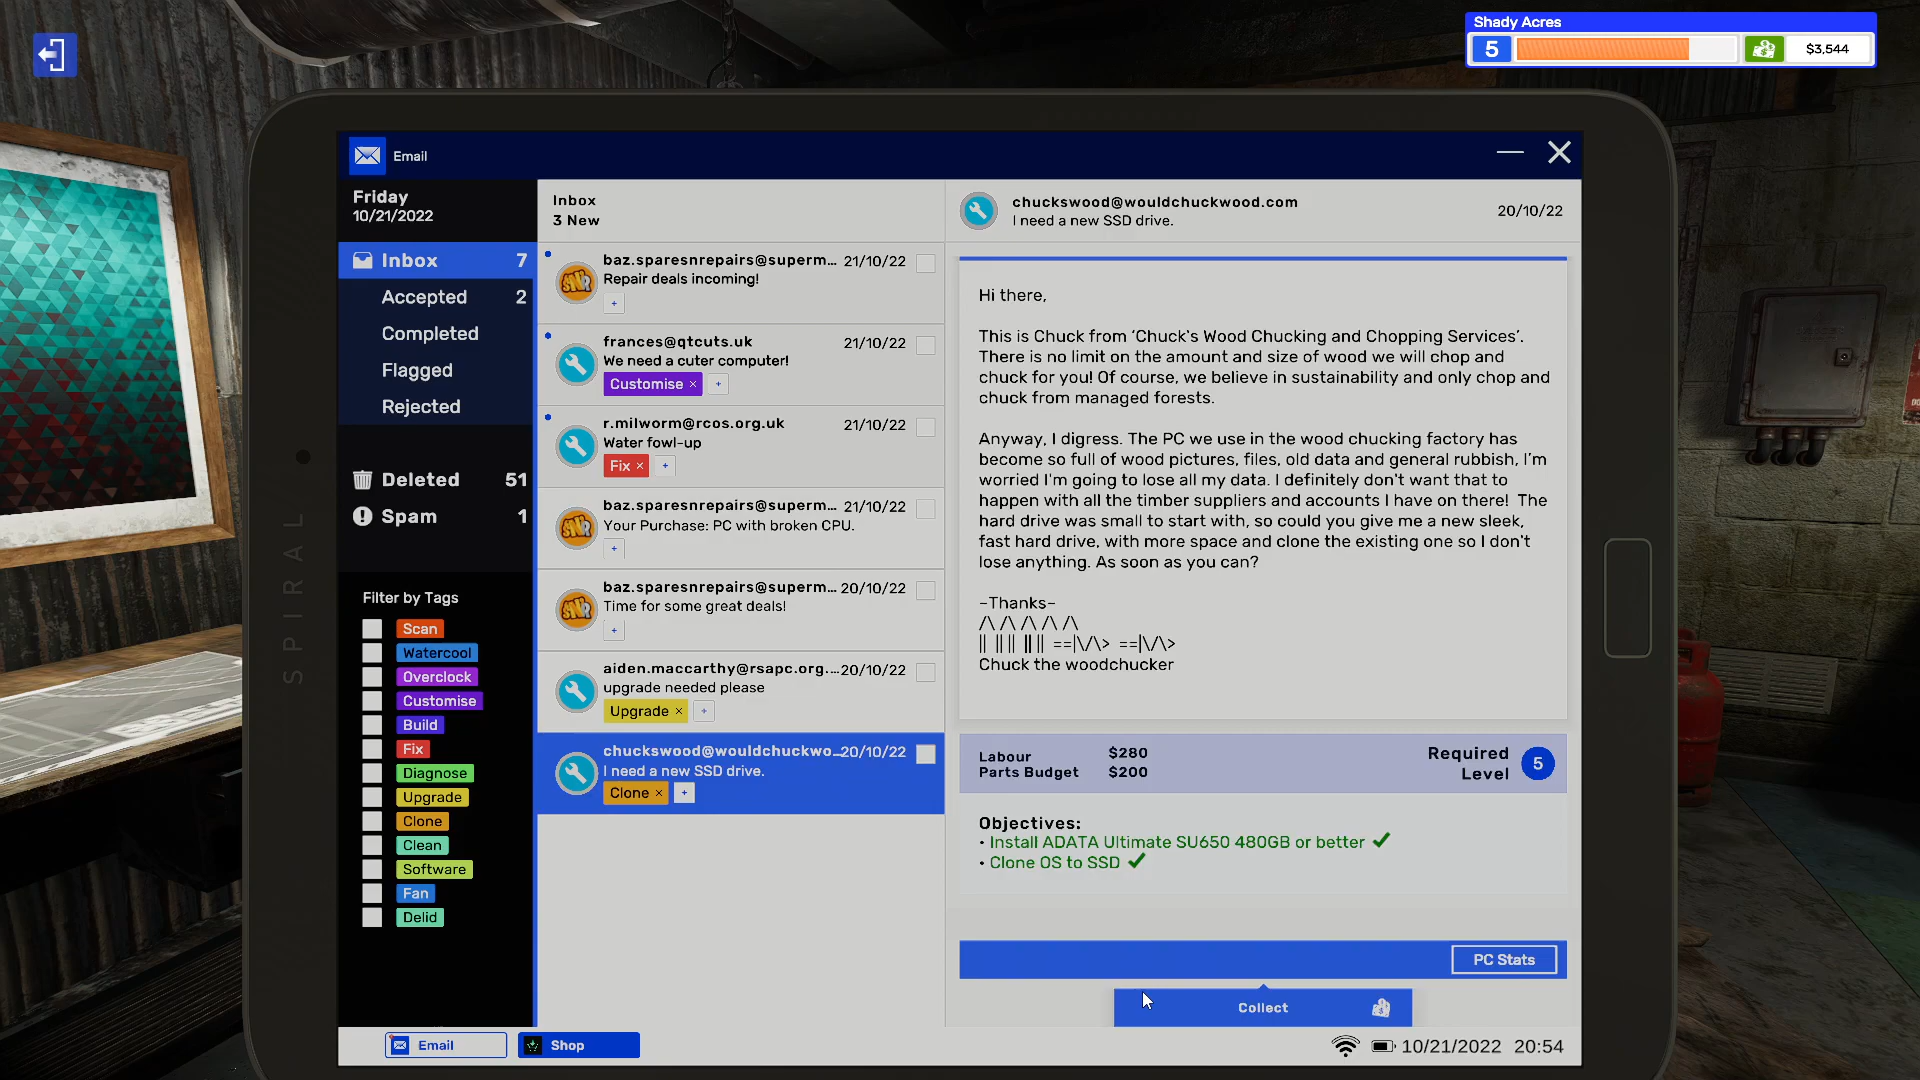 Shady Acres
5
$3,544
Email
Friday
10/21/2022
Inbox 7
Accepted 2
Completed
Flagged
Rejected
Deleted 51
Spam 1
Filter by Tags
Scan
Watercool
Overclock
Customise
Build
Fix
Diagnose
Upgrade
Clone
Clean
Software
Fan
Delid
Inbox
3 New
baz.sparesnrepairs@superm... 21/10/22
Repair deals incoming!
+
frances@qtcuts.uk 21/10/22
We need a cuter computer!
Customise × +
r.milworm@rcos.org.uk 21/10/22
Water fowl-up
Fix × +
baz.sparesnrepairs@superm... 21/10/22
Your Purchase: PC with broken CPU.
+
baz.sparesnrepairs@superm... 20/10/22
Time for some great deals!
+
aiden.maccarthy@rsapc.org.... 20/10/22
upgrade needed please
Upgrade × +
chuckswood@wouldchuckwo... 20/10/22
I need a new SSD drive.
Clone × +
chuckswood@wouldchuckwood.com
I need a new SSD drive.
20/10/22
Hi there,
This is Chuck from ‘Chuck's Wood Chucking and Chopping Services’.
There is no limit on the amount and size of wood we will chop and
chuck for you! Of course, we believe in sustainability and only chop and
chuck from managed forests.
Anyway, I digress. The PC we use in the wood chucking factory has
become so full of wood pictures, files, old data and general rubbish, I'm
worried I'm going to lose all my data. I definitely don't want that to
happen with all the timber suppliers and accounts I have on there! The
hard drive was small to start with, so could you give me a new sleek,
fast hard drive, with more space and clone the existing one so I don't
lose anything. As soon as you can?
–Thanks–
/\ /\ /\ /\ /\
|| || || || || ==|\/\> ==|\/\>
Chuck the woodchucker
Labour $280
Parts Budget $200
Required
Level 5
Objectives:
• Install ADATA Ultimate SU650 480GB or better ✓
• Clone OS to SSD ✓
PC Stats
Collect
Email
Shop
10/21/2022 20:54
SPIRAL
SNR
SNR
SNR